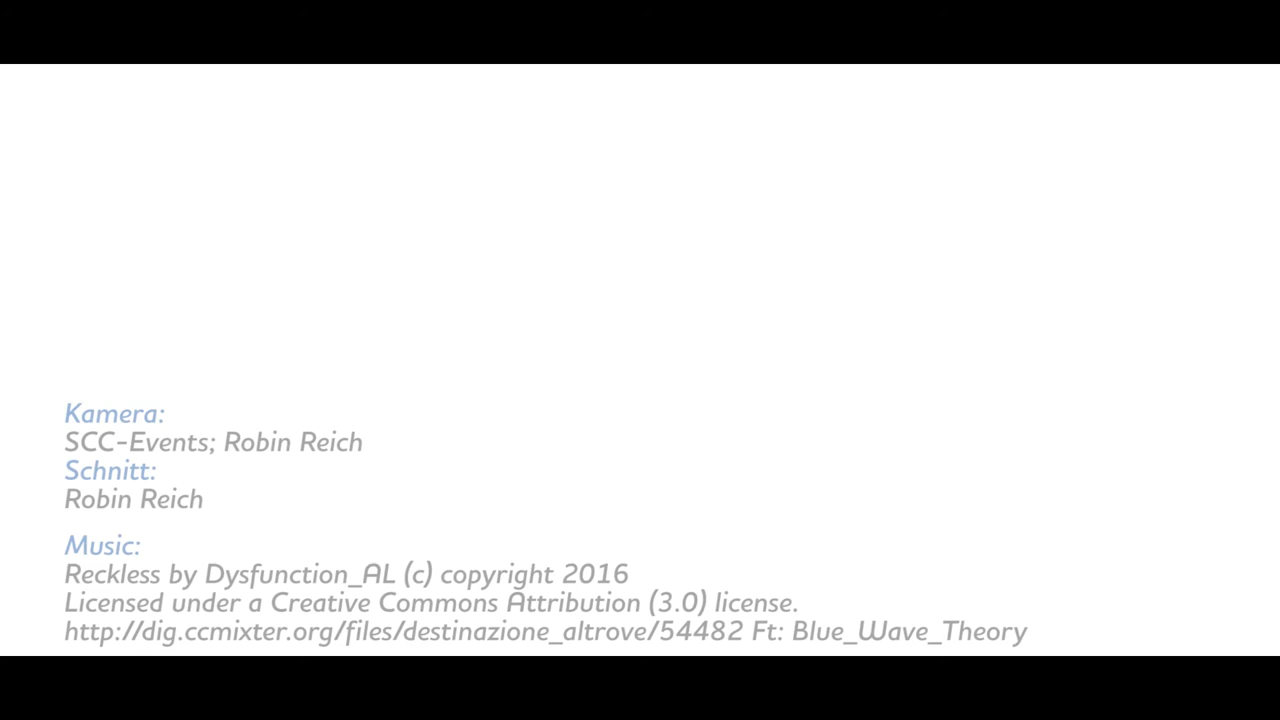 Kamera:
SCC-Events; Robin Reich
Schnitt:
Robin Reich
Music:
Reckless by Dysfunction_AL (c) copyright 2016
Licensed under a Creative Commons Attribution (3.0) license.
http://dig.ccmixter.org/files/destinazione_altrove/54482 Ft: Blue_Wave_Theory